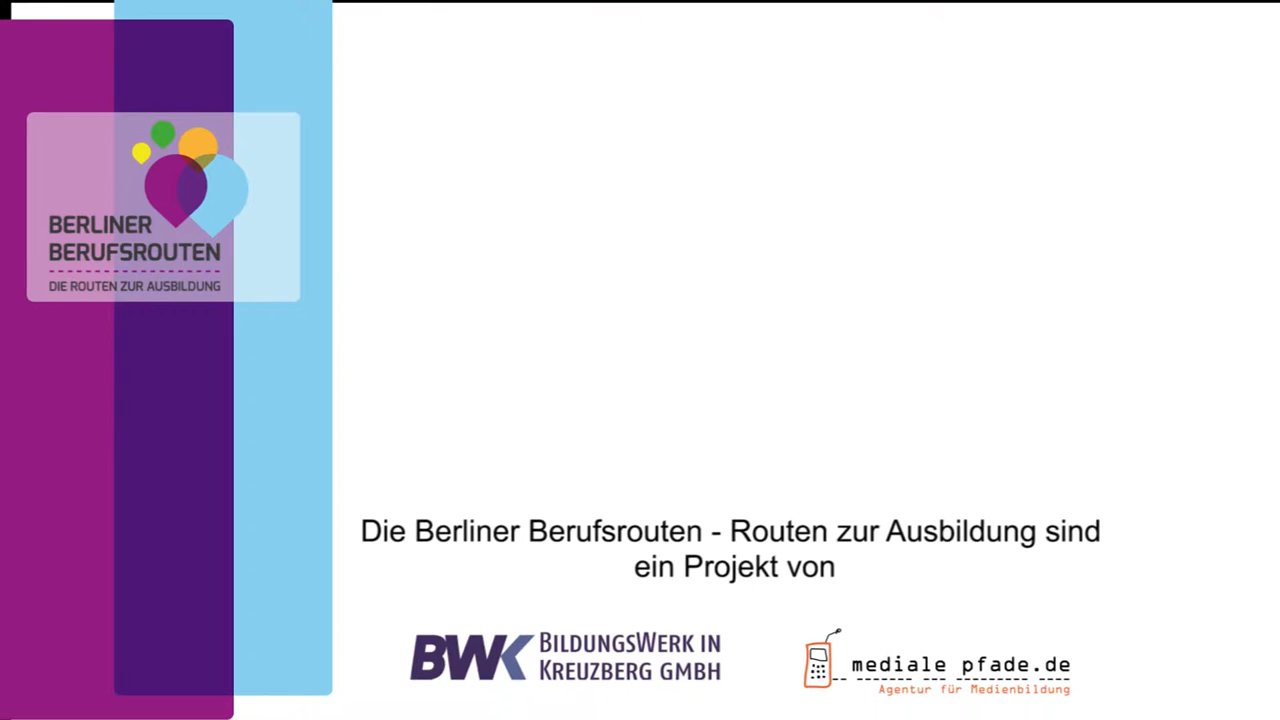 BERLINER
BERUFSROUTEN
DIE ROUTEN ZUR AUSBILDUNG
Die Berliner Berufsrouten - Routen zur Ausbildung sind
ein Projekt von
BWK BILDUNGSWERK IN
KREUZBERG GMBH
mediale pfade.de
Agentur für Medienbildung